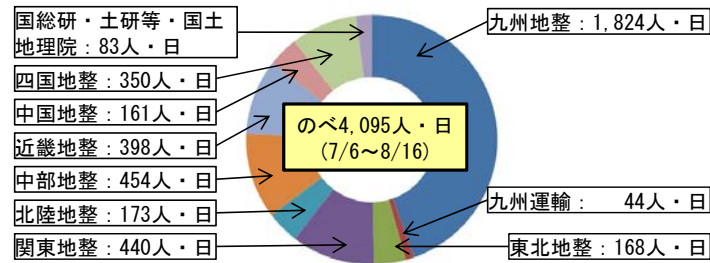 国総研・土研等・国土
地理院：83人・日
四国地整：350人・日
中国地整：161人・日
近畿地整：398人・日
中部地整：454人・日
北陸地整：173人・日
関東地整：440人・日
のべ4,095人・日
(7/6～8/16)
九州地整：1,824人・日
九州運輸：　44人・日
東北地整：168人・日